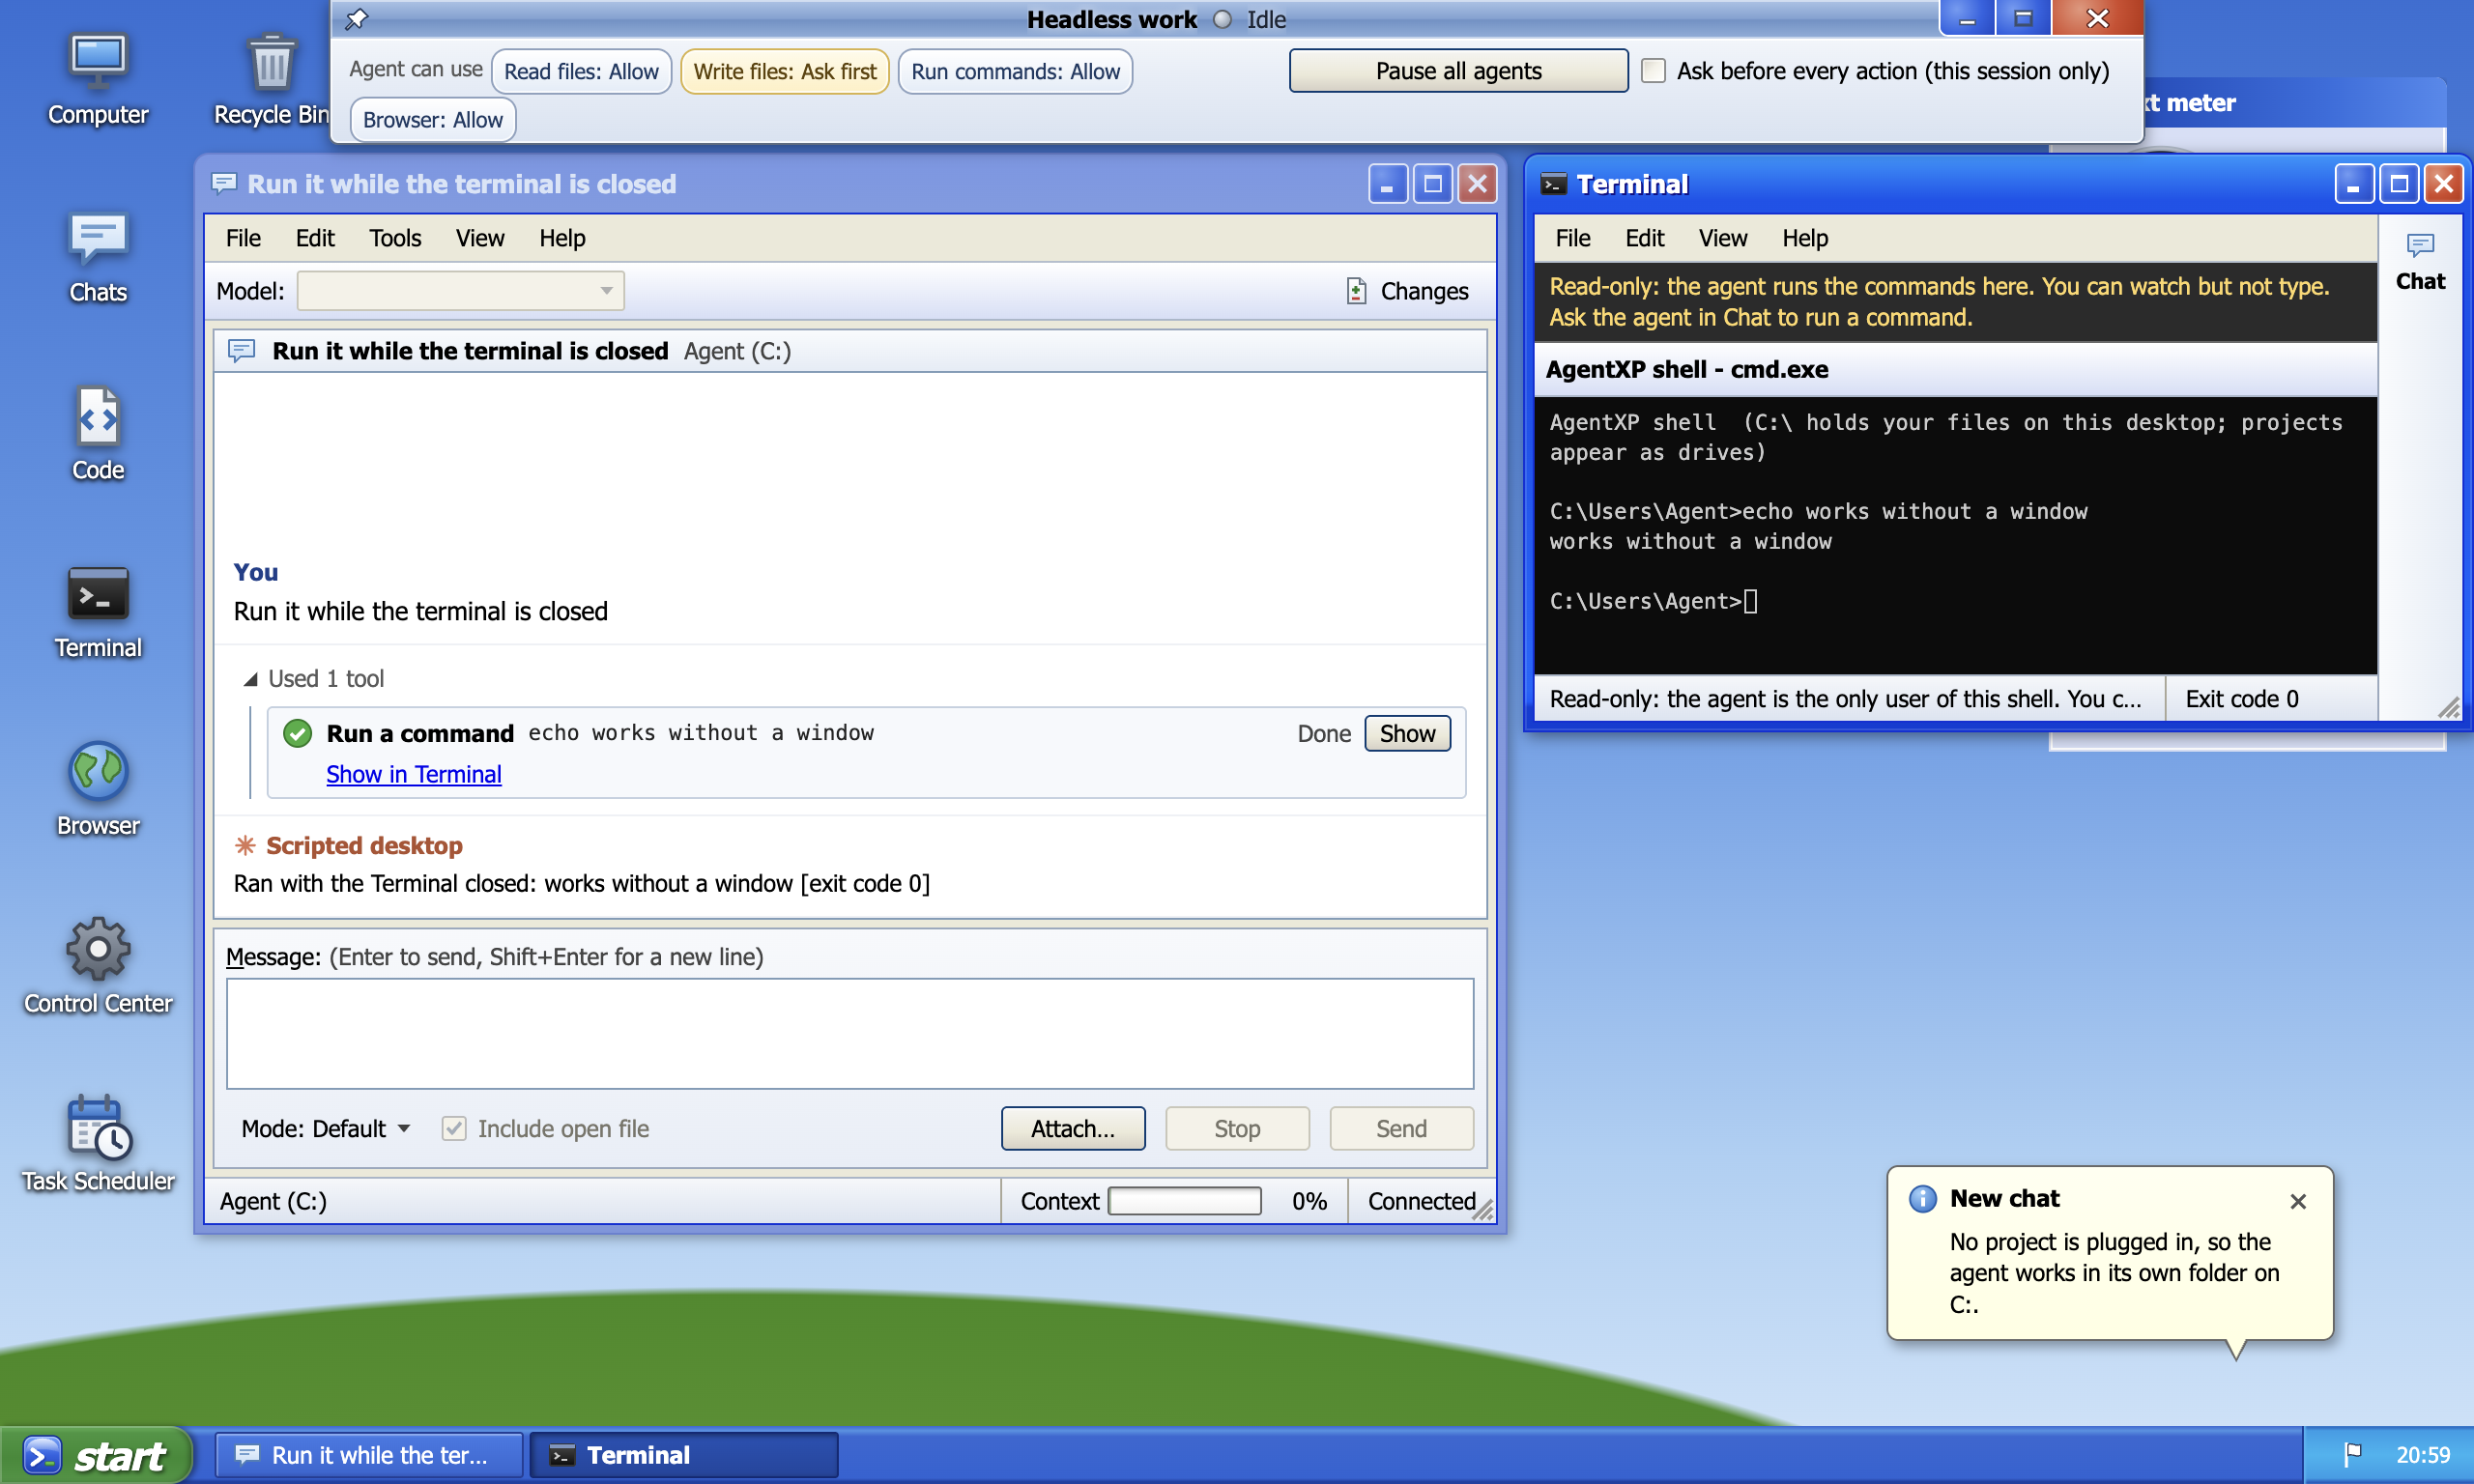 Computer
Recycle Bin
Chats
Code
Terminal
Browser
Control Center
Task Scheduler
Headless work Idle
Agent can use Read files: Allow Write files: Ask first Run commands: Allow
Browser: Allow
Pause all agents Ask before every action (this session only)
meter
Run it while the terminal is closed
File Edit Tools View Help
Model: Changes
Run it while the terminal is closed Agent (C:)
You
Run it while the terminal is closed
Used 1 tool
Run a command echo works without a window Done Show
Show in Terminal
Scripted desktop
Ran with the Terminal closed: works without a window [exit code 0]
Message: (Enter to send, Shift+Enter for a new line)
Mode: Default Include open file Attach... Stop Send
Agent (C:) Context 0% Connected
Terminal
File Edit View Help
Chat
Read-only: the agent runs the commands here. You can watch but not type.
Ask the agent in Chat to run a command.
AgentXP shell - cmd.exe
AgentXP shell (C:\ holds your files on this desktop; projects
appear as drives)
C:\Users\Agent>echo works without a window
works without a window
C:\Users\Agent>
Read-only: the agent is the only user of this shell. You c... Exit code 0
New chat
No project is plugged in, so the
agent works in its own folder on
C:.
start Run it while the ter... Terminal 20:59